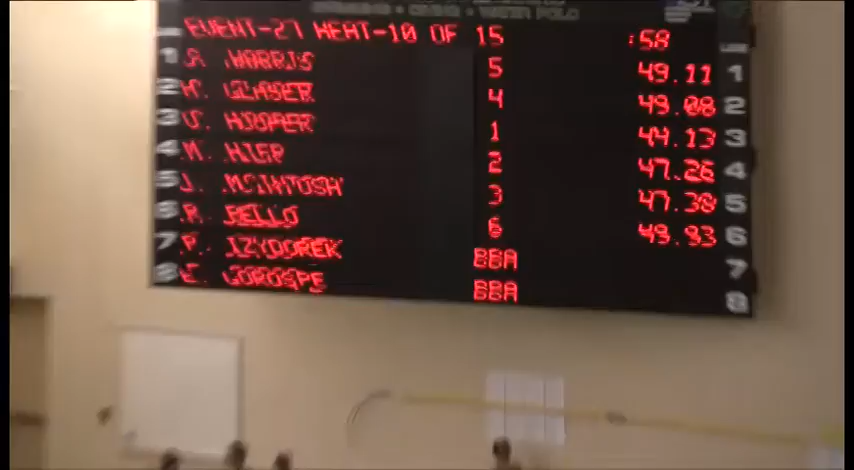 EVENT-27 HEAT-10 OF 15 :58
1 A. HARRIS 5 49.11 1
2 4 49.08 2
3 HOOPER 1 44.13 3
4 HIER 2 47.26 4
5 J. MCINTOSH 3 47.38 5
6 R. BELLO 6 49.93 6
7 P. IZYDOREK BBA 7
8 E. GOROSPE BBA 8